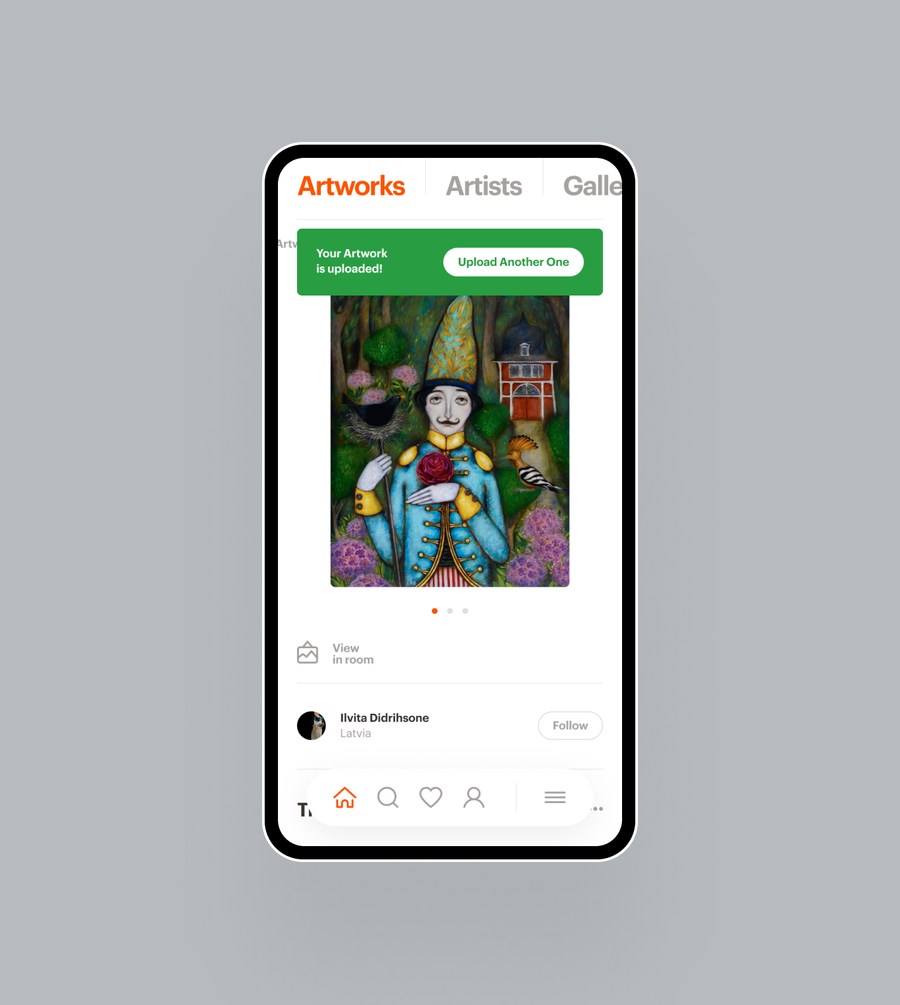 Artworks Artists Galle
Artw
Your Artwork
is uploaded!
Upload Another One
View
in room
Ilvita Didrihsone
Latvia
Follow